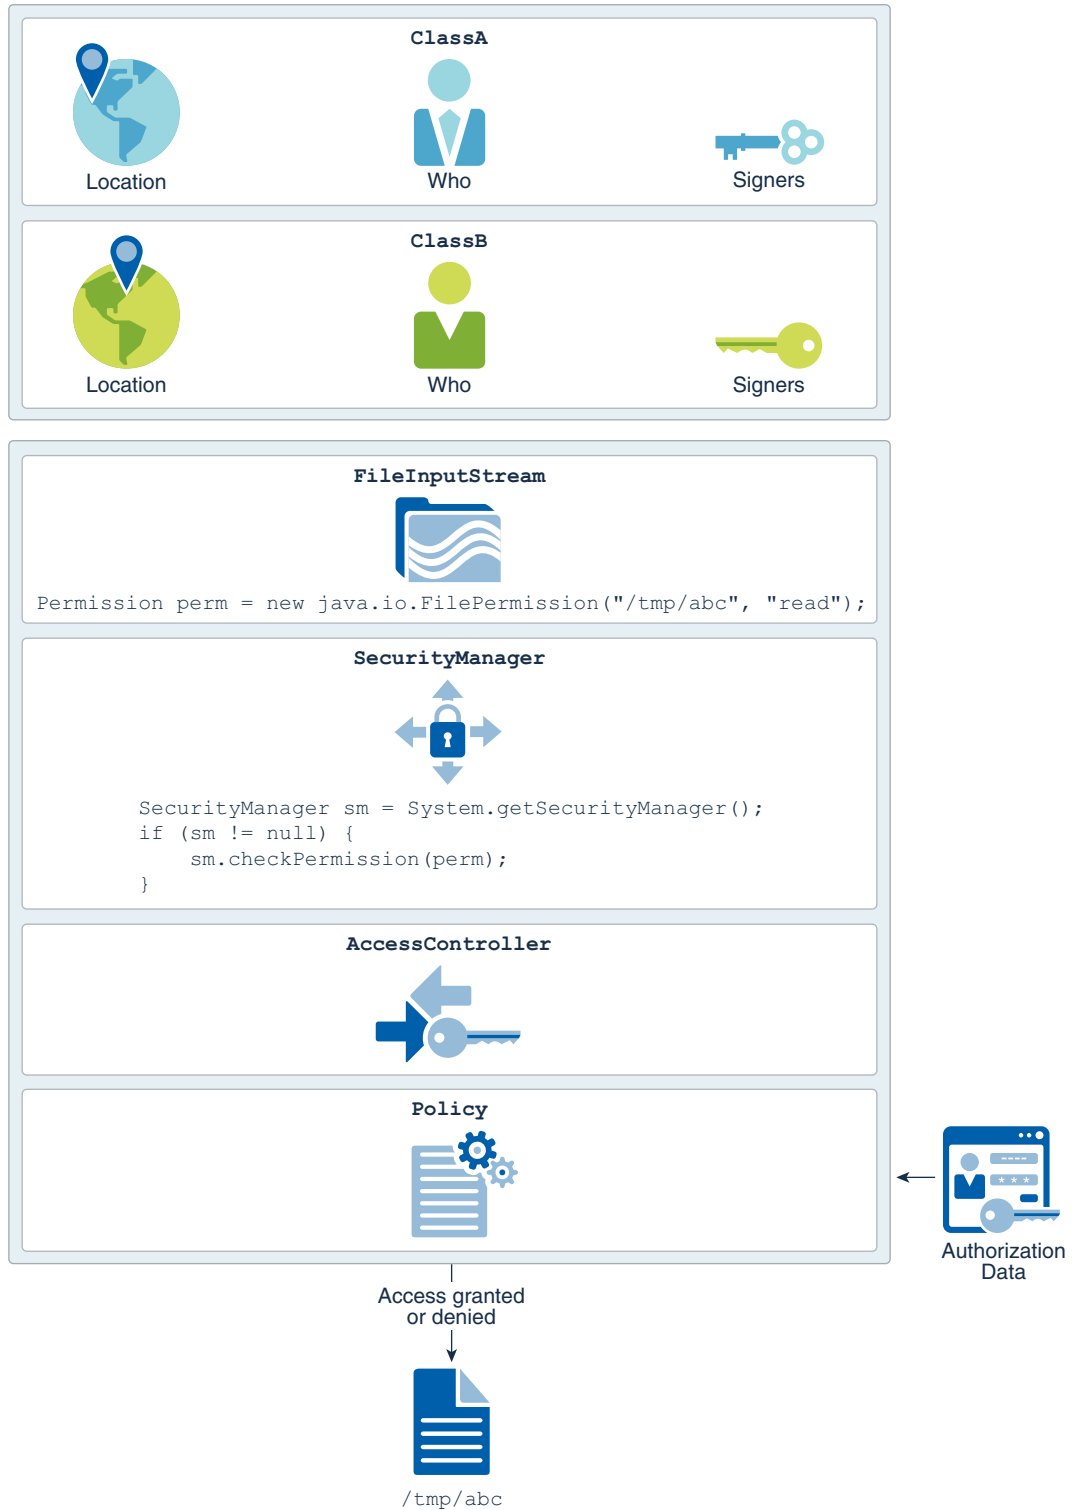 ClassA
Location
Who
Signers
ClassB
Location
Who
Signers
FileInputStream
Permission perm = new java.io.FilePermission("/tmp/abc", "read");
SecurityManager
SecurityManager sm = System.getSecurityManager();
if (sm != null) {
    sm.checkPermission(perm);
}
AccessController
Policy
Authorization
Data
Access granted
or denied
/tmp/abc